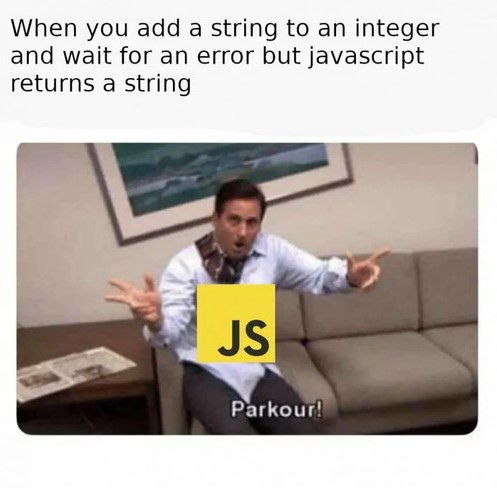 When you add a string to an integer
and wait for an error but javascript
returns a string
JS
Parkour!